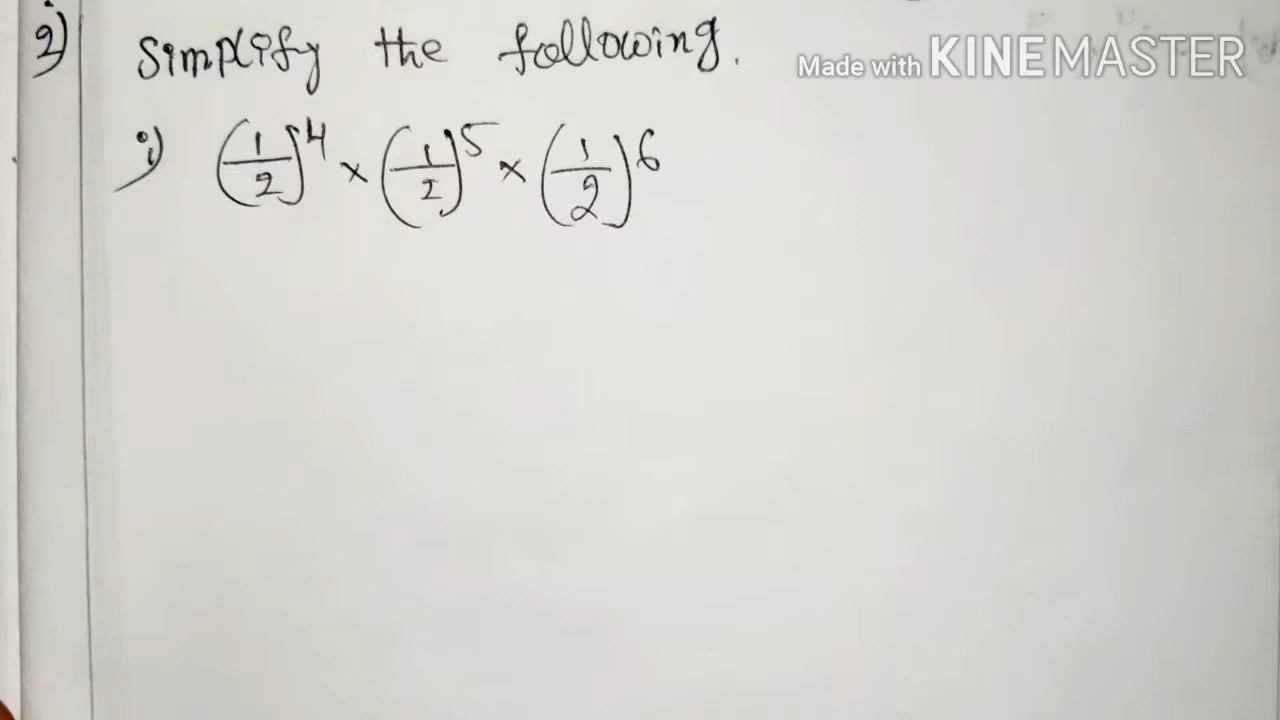 2) Simplify the following.
Made with KINEMASTER
i) (1/2)^4 × (1/2)^5 × (1/2)^6